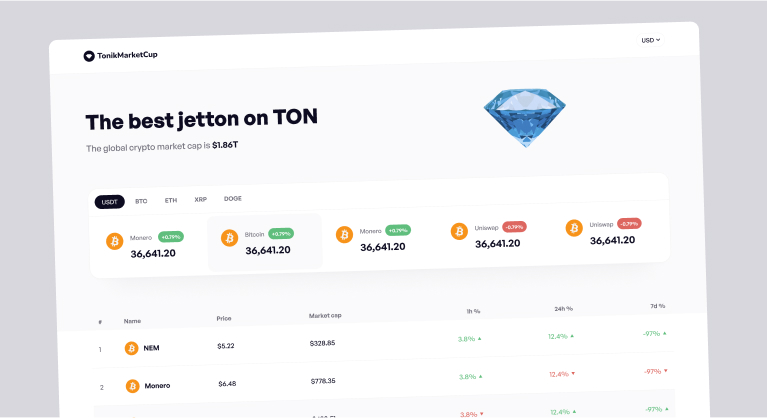 TonikMarketCup
USD
The best jetton on TON
The global crypto market cap is $1.86T
USDT BTC ETH XRP DOGE
Monero +0.79% Bitcoin +0.79% Monero +0.79% Uniswap -0.79% Uniswap -0.79%
36,641.20 36,641.20 36,641.20 36,641.20 36,641.20
# Name Price Market cap 1h % 24h % 7d %
1 NEM $5.22 $328.85 3.8% ▲ 12.4% ▲ -97% ▲
2 Monero $6.48 $778.35 3.8% ▲ 12.4% ▼ -97% ▼
3.8% ▼ 12.4% ▲ -97% ▲